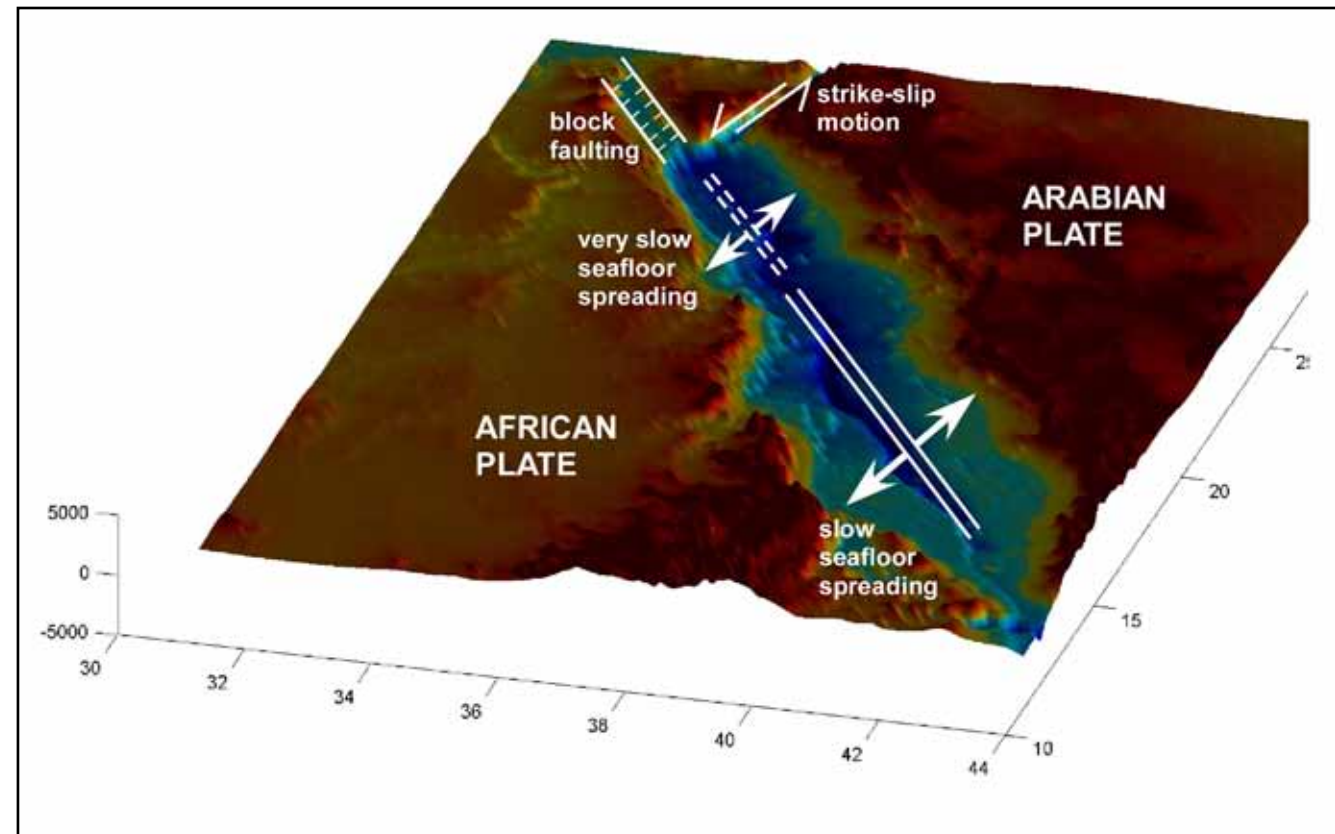 strike-slip
motion
block
faulting
ARABIAN
PLATE
very slow
seafloor
spreading
AFRICAN
PLATE
slow
seafloor
spreading
5000
0
-5000
30
32
34
36
38
40
42
44
10
15
20